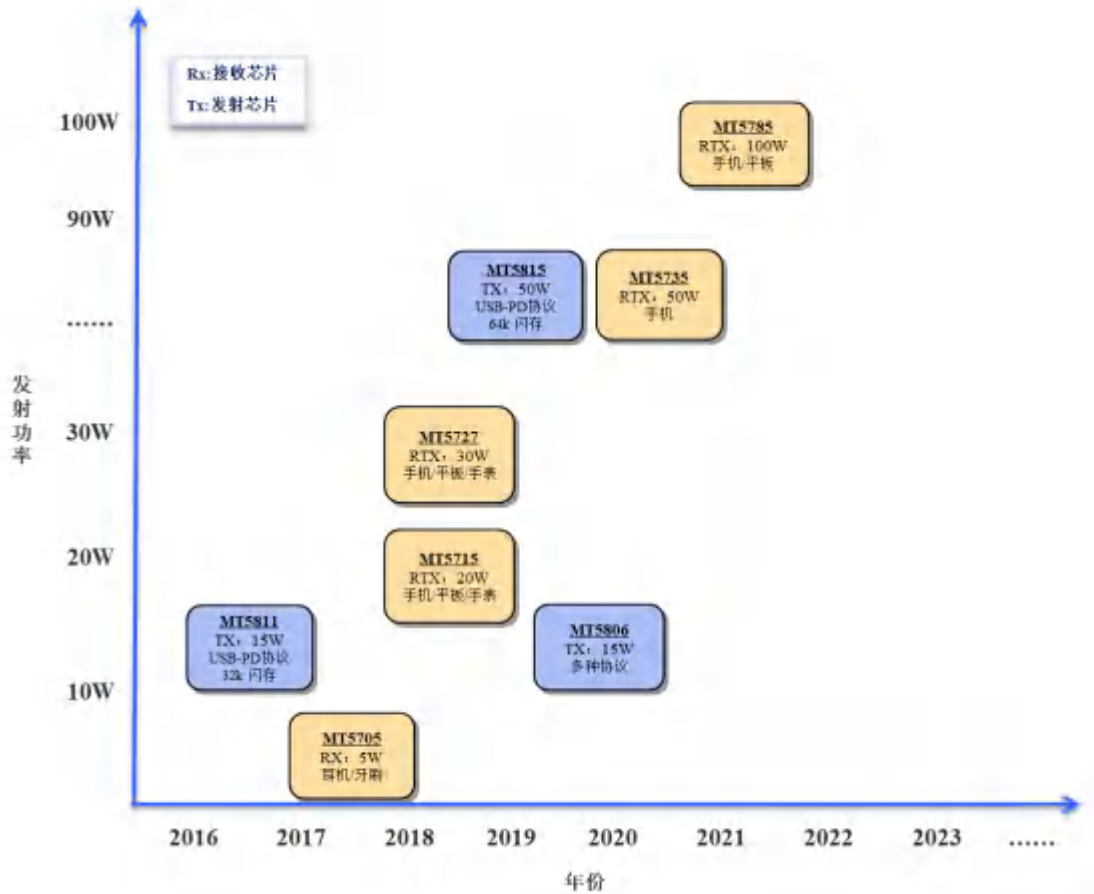 Rx:接收芯片
Tx:发射芯片
100W
MT5785
RTX：100W
手机/平板
90W
MT5815
TX：50W
USB-PD协议
64k 闪存
MT5735
RTX：50W
手机
......
发射功率
30W
MT5727
RTX：30W
手机/平板/手表
20W
MT5715
RTX：20W
手机/平板/手表
MT5811
TX：15W
USB-PD协议
32k 闪存
MT5806
TX：15W
多种协议
10W
MT5705
RX：5W
耳机/牙刷
2016 2017 2018 2019 2020 2021 2022 2023 ......
年份